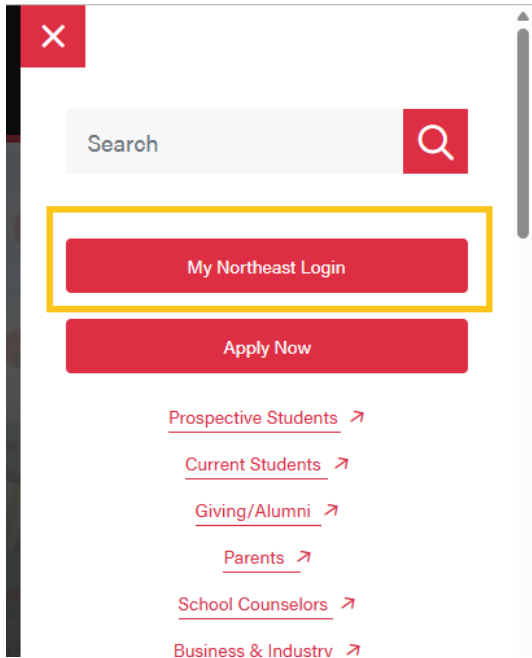 Search
My Northeast Login
Apply Now
Prospective Students
Current Students
Giving/Alumni
Parents
School Counselors
Business & Industry